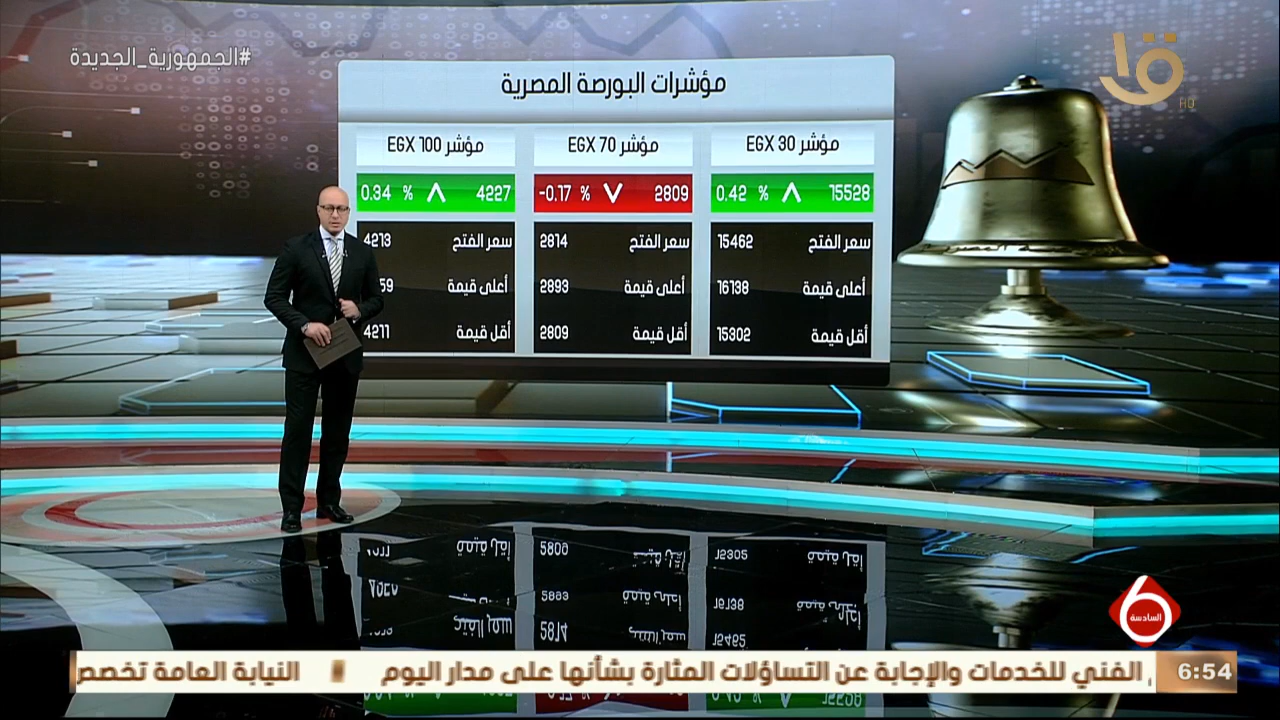 #الجمهورية_الجديدة
HD
مؤشرات البورصة المصرية
مؤشر EGX 30
15528 % 0.42
سعر الفتح 15462
أعلى قيمة 16138
أقل قيمة 15302
مؤشر EGX 70
2809 % -0.17
سعر الفتح 2814
أعلى قيمة 2893
أقل قيمة 2809
مؤشر EGX 100
4227 % 0.34
سعر الفتح 4213
أعلى قيمة 59
أقل قيمة 4211
6 السادسة
الفني للخدمات والإجابة عن التساؤلات المثارة بشأنها على مدار اليوم النيابة العامة تخصص
6:54